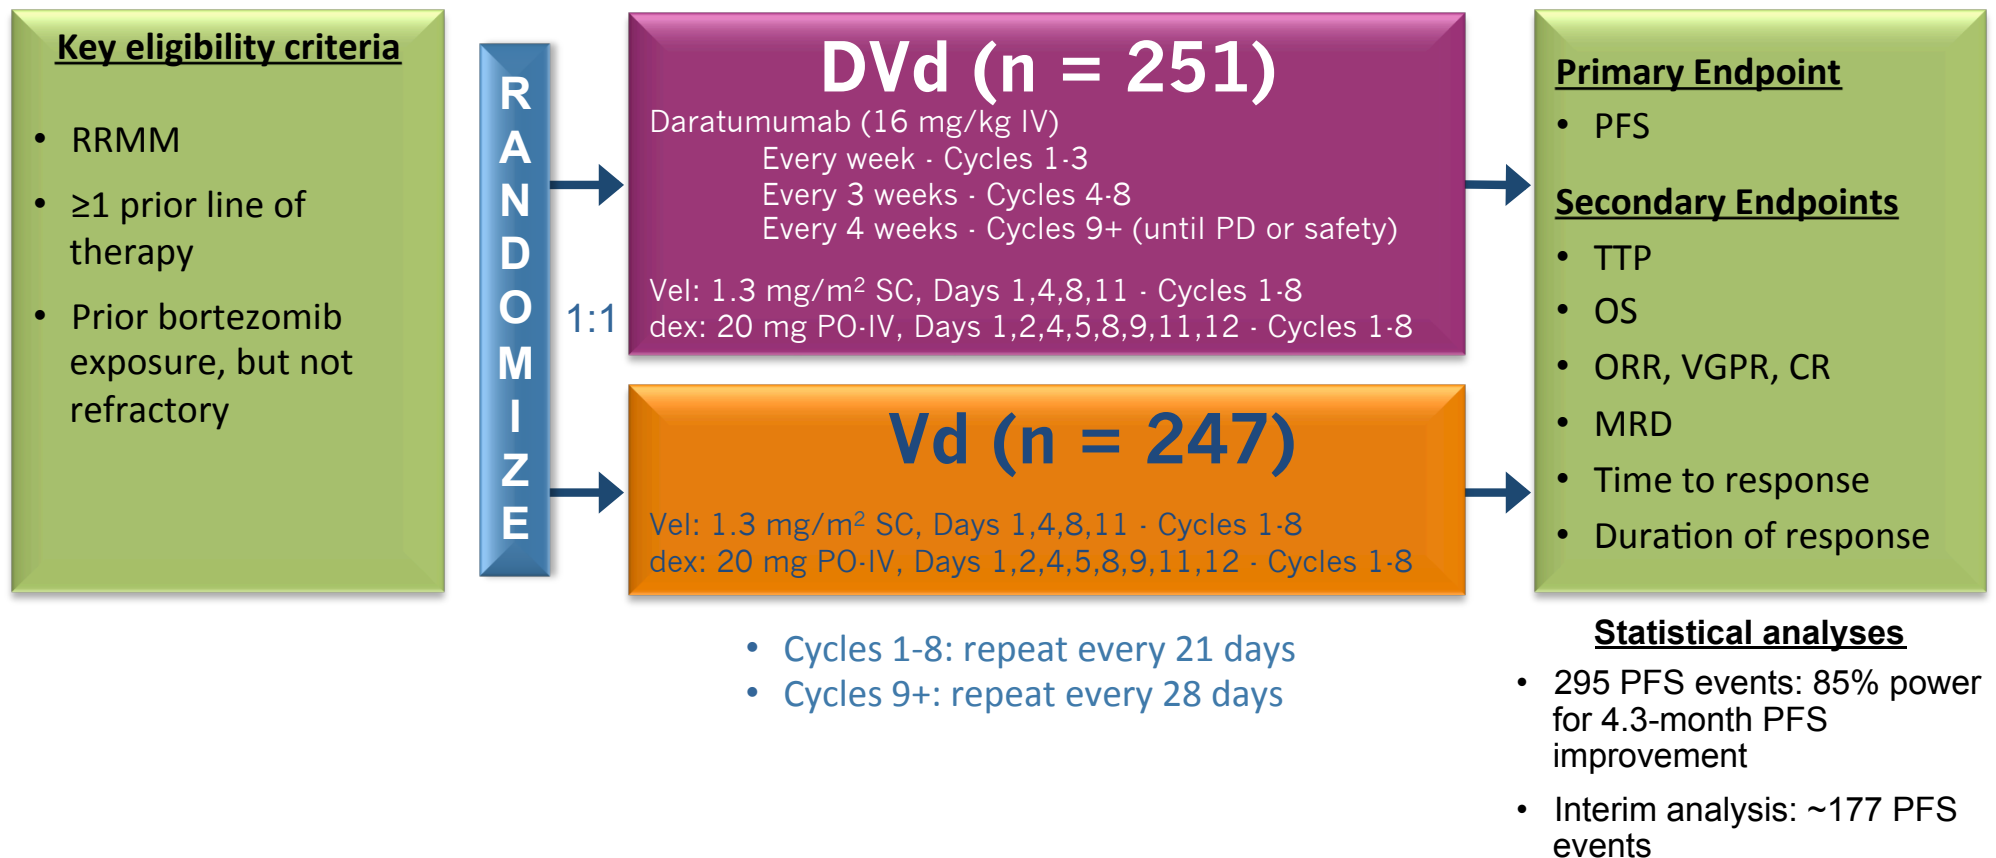 Key eligibility criteria
• RRMM
• ≥1 prior line of
therapy
• Prior bortezomib
exposure, but not
refractory
R
A
N
D
O
M
I
Z
E
1:1
DVd (n = 251)
Daratumumab (16 mg/kg IV)
Every week - Cycles 1-3
Every 3 weeks - Cycles 4-8
Every 4 weeks - Cycles 9+ (until PD or safety)
Vel: 1.3 mg/m² SC, Days 1,4,8,11 - Cycles 1-8
dex: 20 mg PO-IV, Days 1,2,4,5,8,9,11,12 - Cycles 1-8
Vd (n = 247)
Vel: 1.3 mg/m² SC, Days 1,4,8,11 - Cycles 1-8
dex: 20 mg PO-IV, Days 1,2,4,5,8,9,11,12 - Cycles 1-8
• Cycles 1-8: repeat every 21 days
• Cycles 9+: repeat every 28 days
Primary Endpoint
• PFS
Secondary Endpoints
• TTP
• OS
• ORR, VGPR, CR
• MRD
• Time to response
• Duration of response
Statistical analyses
• 295 PFS events: 85% power
for 4.3-month PFS
improvement
• Interim analysis: ~177 PFS
events